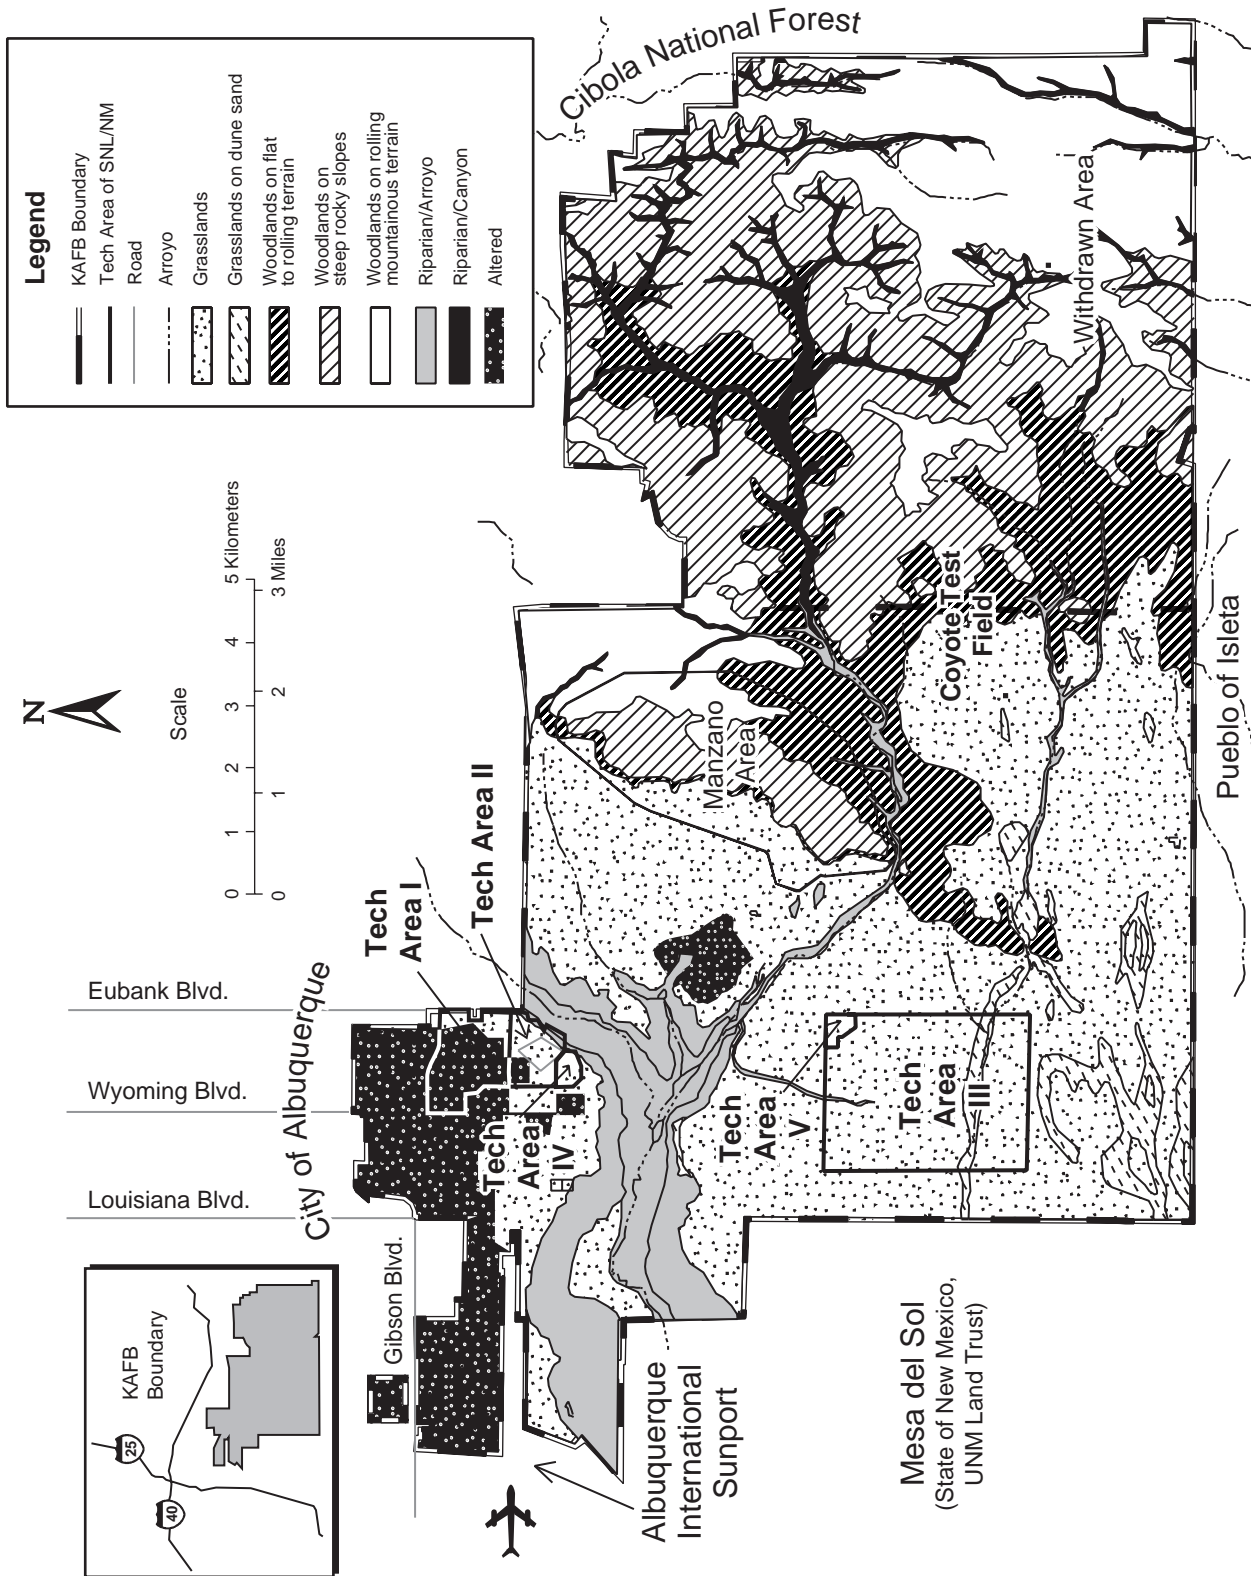 Legend
KAFB Boundary
Tech Area of SNL/NM
Road
Arroyo
Grasslands
Grasslands on dune sand
Woodlands on flat
to rolling terrain
Woodlands on
steep rocky slopes
Woodlands on rolling
mountainous terrain
Riparian/Arroyo
Riparian/Canyon
Altered
N
Scale
0 1 2 3 4 5 Kilometers
0 1 2 3 Miles
KAFB
Boundary
25
40
Gibson Blvd.
Louisiana Blvd.
Wyoming Blvd.
Eubank Blvd.
City of Albuquerque
Tech
Area I
Tech Area II
Tech
Area
IV
Cibola National Forest
Albuquerque
International
Sunport
Manzano
Area
Tech
Area
V
Tech
Area
III
Coyote Test
Field
Withdrawn Area
Mesa del Sol
(State of New Mexico,
UNM Land Trust)
Pueblo of Isleta